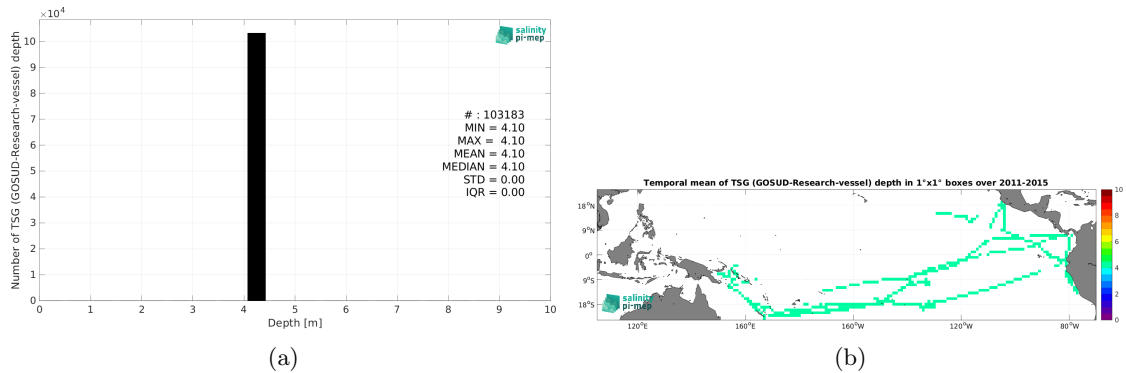 ×10⁴
10
9
8
7
6
5
4
3
2
1
0
Number of TSG (GOSUD-Research-vessel) depth
salinity
pi-mep
# : 103183
MIN = 4.10
MAX = 4.10
MEAN = 4.10
MEDIAN = 4.10
STD = 0.00
IQR = 0.00
0 1 2 3 4 5 6 7 8 9 10
Depth [m]
(a)
Temporal mean of TSG (GOSUD-Research-vessel) depth in 1°x1° boxes over 2011-2015
18°N
9°N
0°
9°S
18°S
salinity
pi-mep
120°E 160°E 160°W 120°W 80°W
10
8
6
4
2
0
(b)